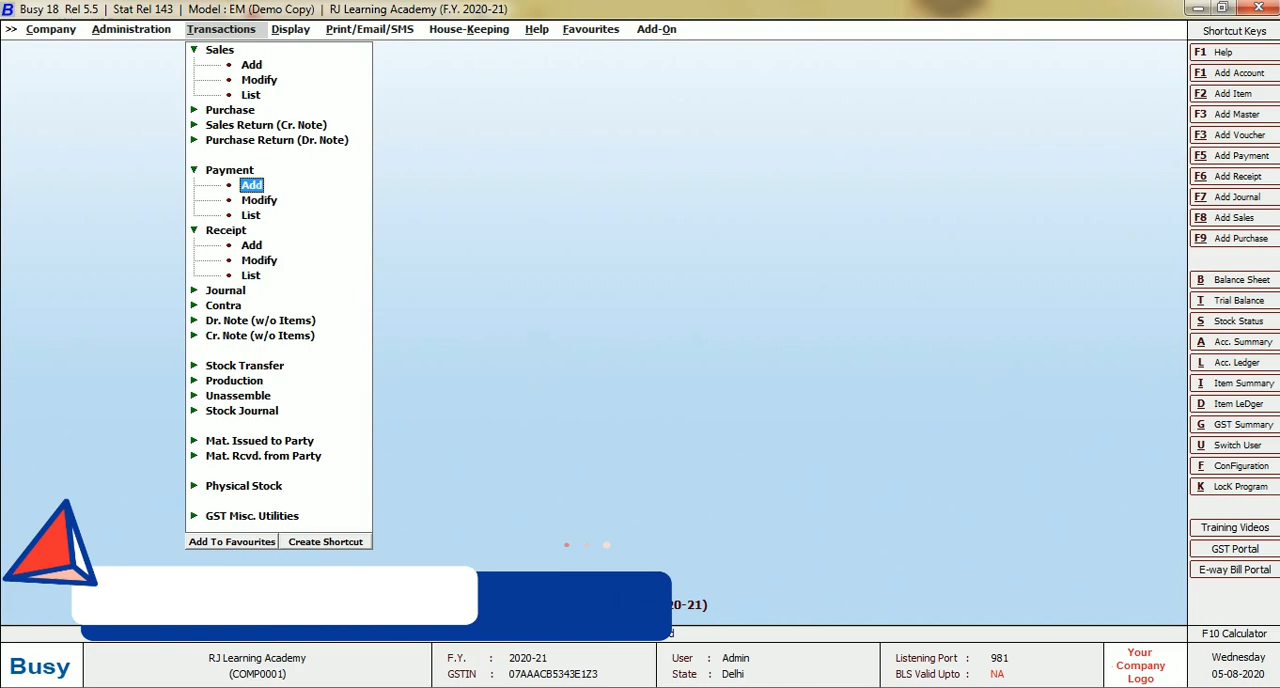 Busy 18 Rel 5.5 | Stat Rel 143 | Model : EM (Demo Copy) | RJ Learning Academy (F.Y. 2020-21)
>> Company Administration Transactions Display Print/Email/SMS House-Keeping Help Favourites Add-On
Sales
Add
Modify
List
Purchase
Sales Return (Cr. Note)
Purchase Return (Dr. Note)
Payment
Add
Modify
List
Receipt
Add
Modify
List
Journal
Contra
Dr. Note (w/o Items)
Cr. Note (w/o Items)
Stock Transfer
Production
Unassemble
Stock Journal
Mat. Issued to Party
Mat. Rcvd. from Party
Physical Stock
GST Misc. Utilities
Add To Favourites Create Shortcut
20-21)
Shortcut Keys
F1 Help
F1 Add Account
F2 Add Item
F3 Add Master
F3 Add Voucher
F5 Add Payment
F6 Add Receipt
F7 Add Journal
F8 Add Sales
F9 Add Purchase
B Balance Sheet
T Trial Balance
S Stock Status
A Acc. Summary
L Acc. Ledger
I Item Summary
D Item LeDger
G GST Summary
U Switch User
F ConFiguration
K LocK Program
Training Videos
GST Portal
E-way Bill Portal
F10 Calculator
Busy
RJ Learning Academy
(COMP0001)
F.Y. : 2020-21
GSTIN : 07AAACB5343E1Z3
User : Admin
State : Delhi
Listening Port : 981
BLS Valid Upto : NA
Your
Company
Logo
Wednesday
05-08-2020